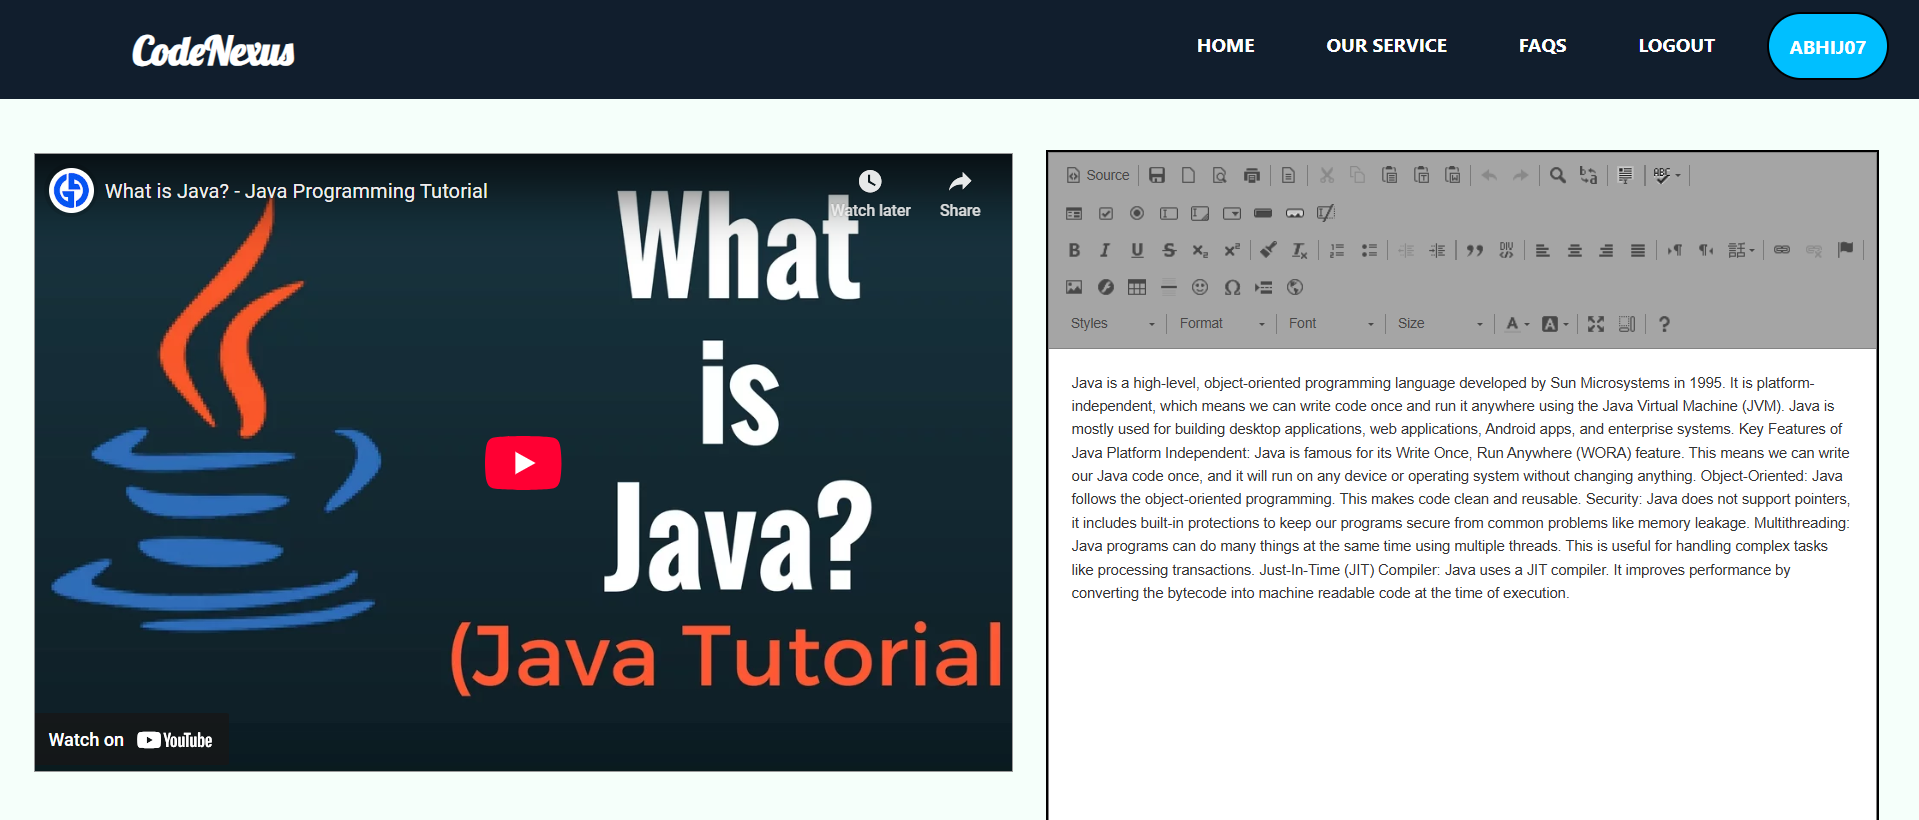 CodeNexus
HOME OUR SERVICE FAQS LOGOUT ABHIJ07
What is Java? - Java Programming Tutorial
Watch later
Share
What
is
Java?
(Java Tutorial
Watch on YouTube
Source
ABC
B I U S x₂ x² Tx
DIV
話
Ω
Styles Format Font Size A A ?
Java is a high-level, object-oriented programming language developed by Sun Microsystems in 1995. It is platform-
independent, which means we can write code once and run it anywhere using the Java Virtual Machine (JVM). Java is
mostly used for building desktop applications, web applications, Android apps, and enterprise systems. Key Features of
Java Platform Independent: Java is famous for its Write Once, Run Anywhere (WORA) feature. This means we can write
our Java code once, and it will run on any device or operating system without changing anything. Object-Oriented: Java
follows the object-oriented programming. This makes code clean and reusable. Security: Java does not support pointers,
it includes built-in protections to keep our programs secure from common problems like memory leakage. Multithreading:
Java programs can do many things at the same time using multiple threads. This is useful for handling complex tasks
like processing transactions. Just-In-Time (JIT) Compiler: Java uses a JIT compiler. It improves performance by
converting the bytecode into machine readable code at the time of execution.